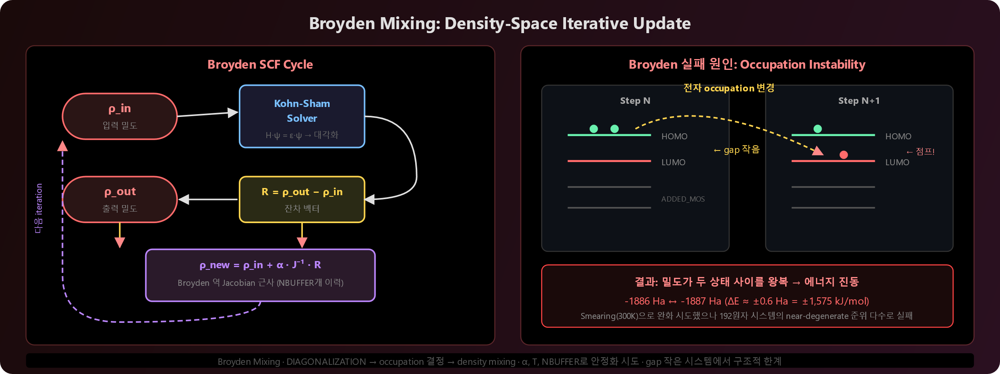 Broyden Mixing: Density-Space Iterative Update
Broyden SCF Cycle
ρ_in
입력 밀도
Kohn-Sham
Solver
H·ψ = ε·ψ → 대각화
ρ_out
출력 밀도
R = ρ_out − ρ_in
잔차 벡터
다음 iteration
ρ_new = ρ_in + α · J⁻¹ · R
Broyden 역 Jacobian 근사 (NBUFFER개 이력)
Broyden 실패 원인: Occupation Instability
전자 occupation 변경
Step N
HOMO
← gap 작음
LUMO
ADDED_MOS
Step N+1
HOMO
← 점프!
LUMO
결과: 밀도가 두 상태 사이를 왕복 → 에너지 진동
-1886 Ha ↔ -1887 Ha (ΔE ≈ ±0.6 Ha = ±1,575 kJ/mol)
Smearing(300K)으로 완화 시도했으나 192원자 시스템의 near-degenerate 준위 다수로 실패
Broyden Mixing · DIAGONALIZATION → occupation 결정 → density mixing · α, T, NBUFFER로 안정화 시도 · gap 작은 시스템에서 구조적 한계